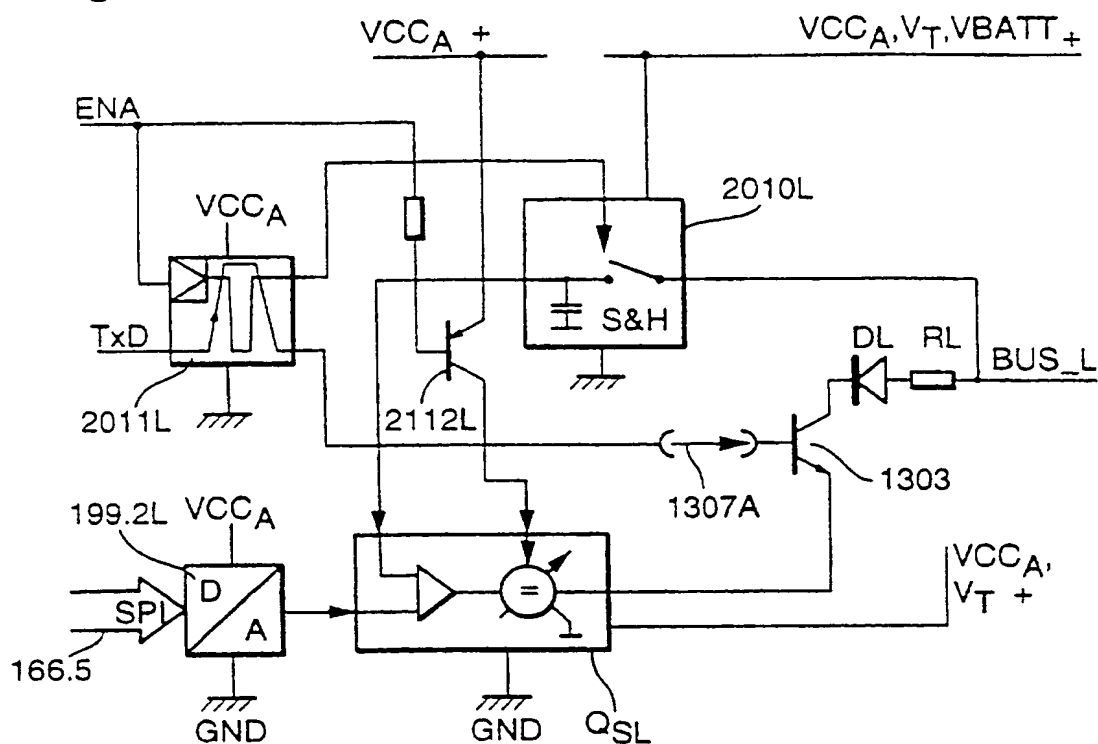 VCCA +
VCCA, VT, VBATT +
ENA
2010L
VCCA
S&H
TxD
DL
RL
BUS_L
2011L
2112L
1307A
1303
199.2L
VCCA
VCCA,
VT +
D
SPI
A
=
166.5
GND
GND
QSL